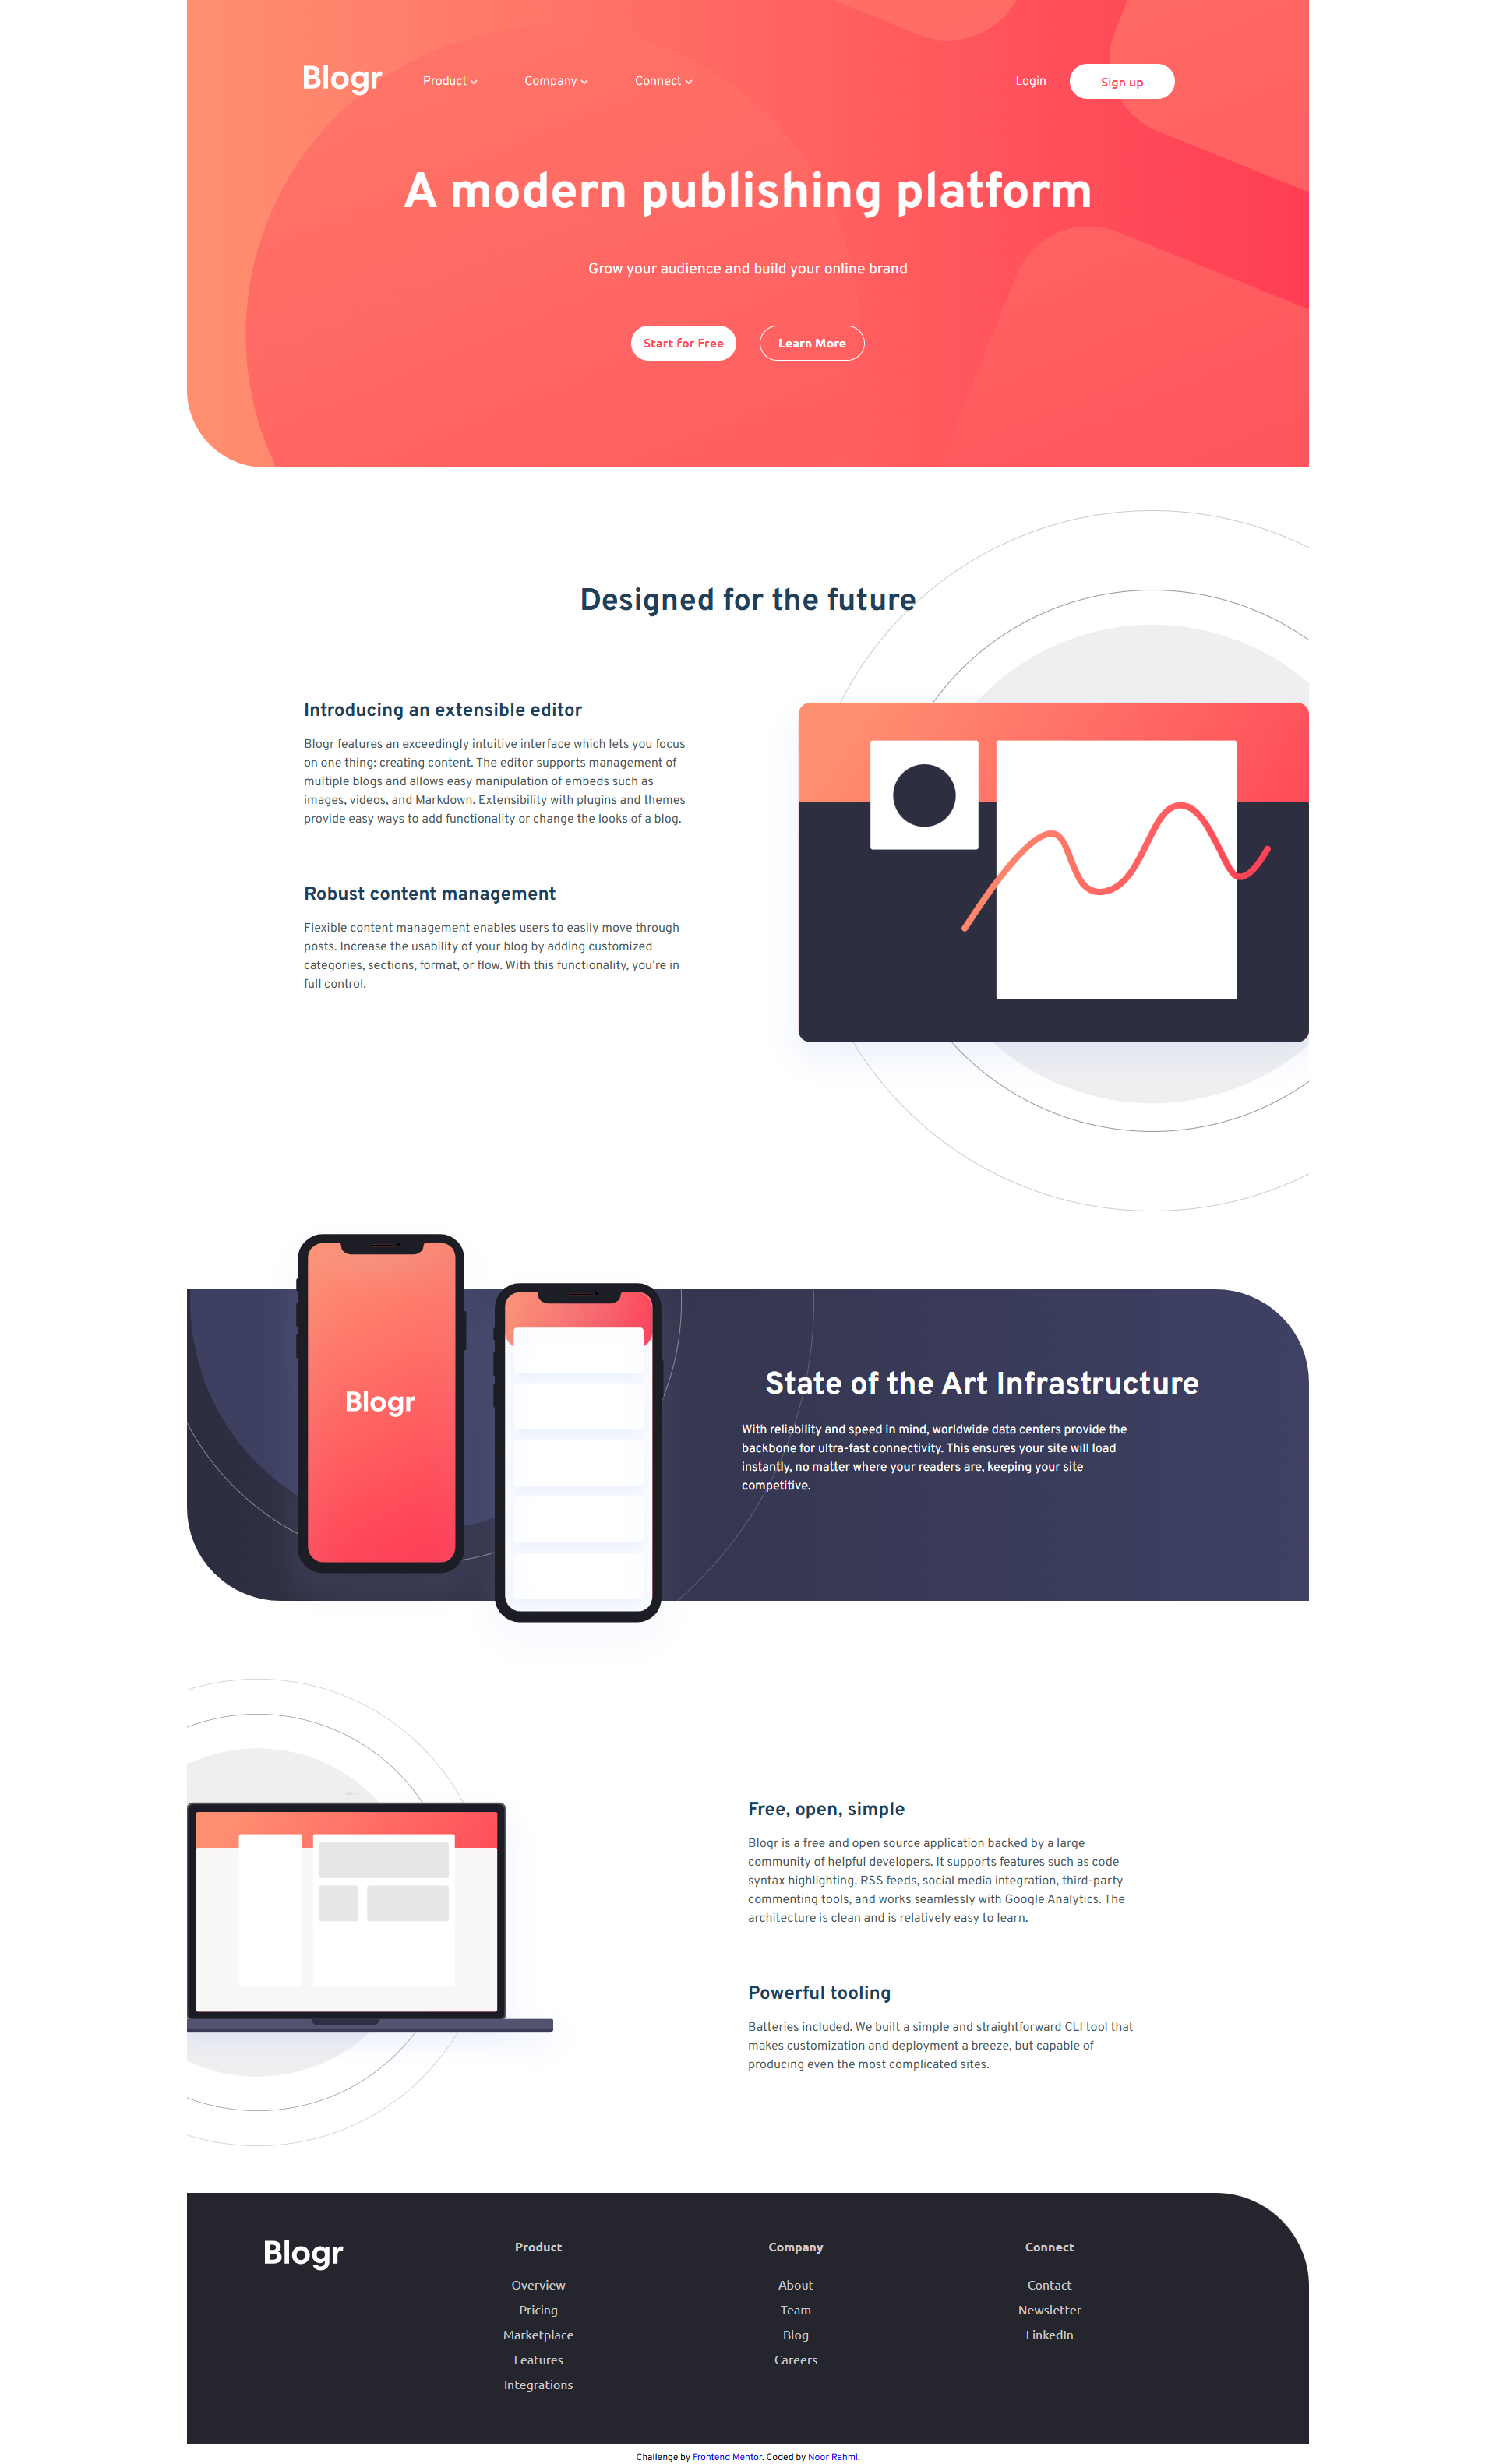 Blogr Product Company Connect Login Sign up
A modern publishing platform
Grow your audience and build your online brand
Start for Free Learn More
Designed for the future
Introducing an extensible editor
Blogr features an exceedingly intuitive interface which lets you focus
on one thing: creating content. The editor supports management of
multiple blogs and allows easy manipulation of embeds such as
images, videos, and Markdown. Extensibility with plugins and themes
provide easy ways to add functionality or change the looks of a blog.
Robust content management
Flexible content management enables users to easily move through
posts. Increase the usability of your blog by adding customized
categories, sections, format, or flow. With this functionality, you're in
full control.
Blogr
State of the Art Infrastructure
With reliability and speed in mind, worldwide data centers provide the
backbone for ultra-fast connectivity. This ensures your site will load
instantly, no matter where your readers are, keeping your site
competitive.
Free, open, simple
Blogr is a free and open source application backed by a large
community of helpful developers. It supports features such as code
syntax highlighting, RSS feeds, social media integration, third-party
commenting tools, and works seamlessly with Google Analytics. The
architecture is clean and is relatively easy to learn.
Powerful tooling
Batteries included. We built a simple and straightforward CLI tool that
makes customization and deployment a breeze, but capable of
producing even the most complicated sites.
Blogr
Product
Overview
Pricing
Marketplace
Features
Integrations
Company
About
Team
Blog
Careers
Connect
Contact
Newsletter
LinkedIn
Challenge by Frontend Mentor. Coded by Noor Rahmi.